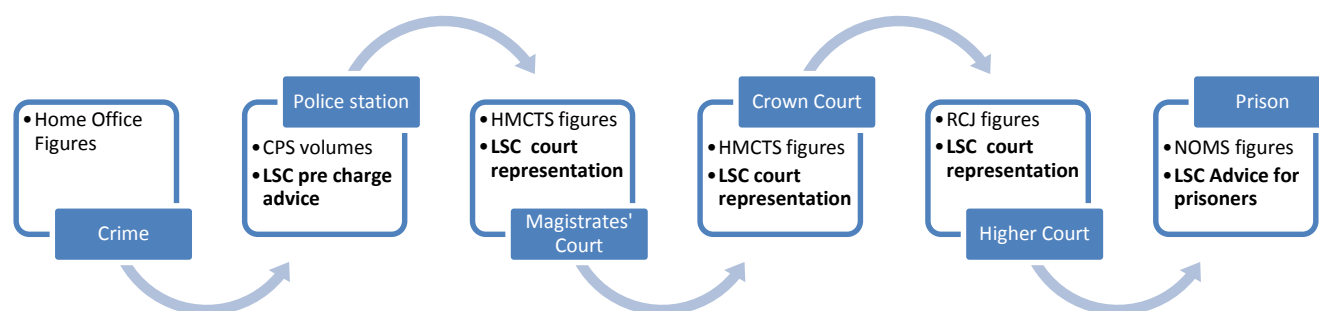 • Home Office
Figures
Crime
Police station
• CPS volumes
• LSC pre charge
advice
• HMCTS figures
• LSC  court
representation
Magistrates'
Court
Crown Court
• HMCTS figures
• LSC court
representation
• RCJ figures
• LSC  court
representation
Higher Court
Prison
• NOMS figures
• LSC Advice for
prisoners